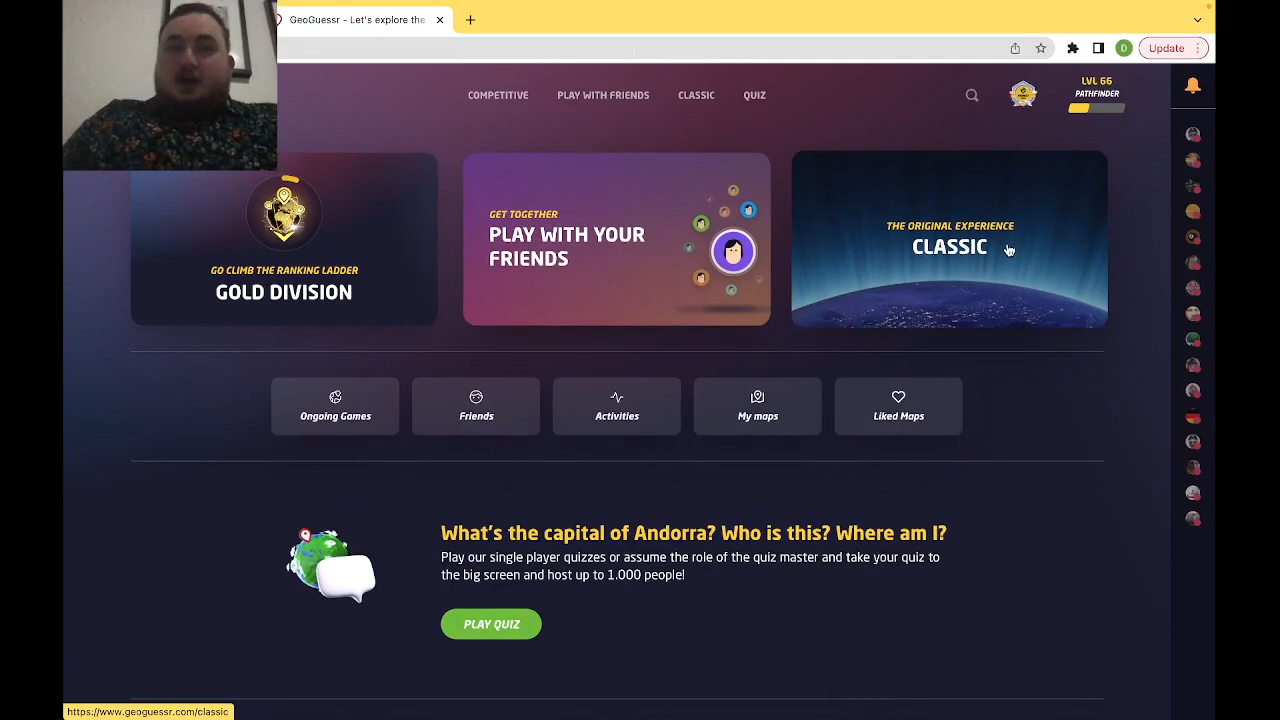 GeoGuessr - Let's explore the
Update
COMPETITIVE
PLAY WITH FRIENDS
CLASSIC
QUIZ
LVL 66
PATHFINDER
D
GO CLIMB THE RANKING LADDER
GOLD DIVISION
GET TOGETHER
PLAY WITH YOUR
FRIENDS
THE ORIGINAL EXPERIENCE
CLASSIC
Ongoing Games
Friends
Activities
My maps
Liked Maps
What's the capital of Andorra? Who is this? Where am I?
Play our single player quizzes or assume the role of the quiz master and take your quiz to
the big screen and host up to 1.000 people!
PLAY QUIZ
https://www.geoguessr.com/classic